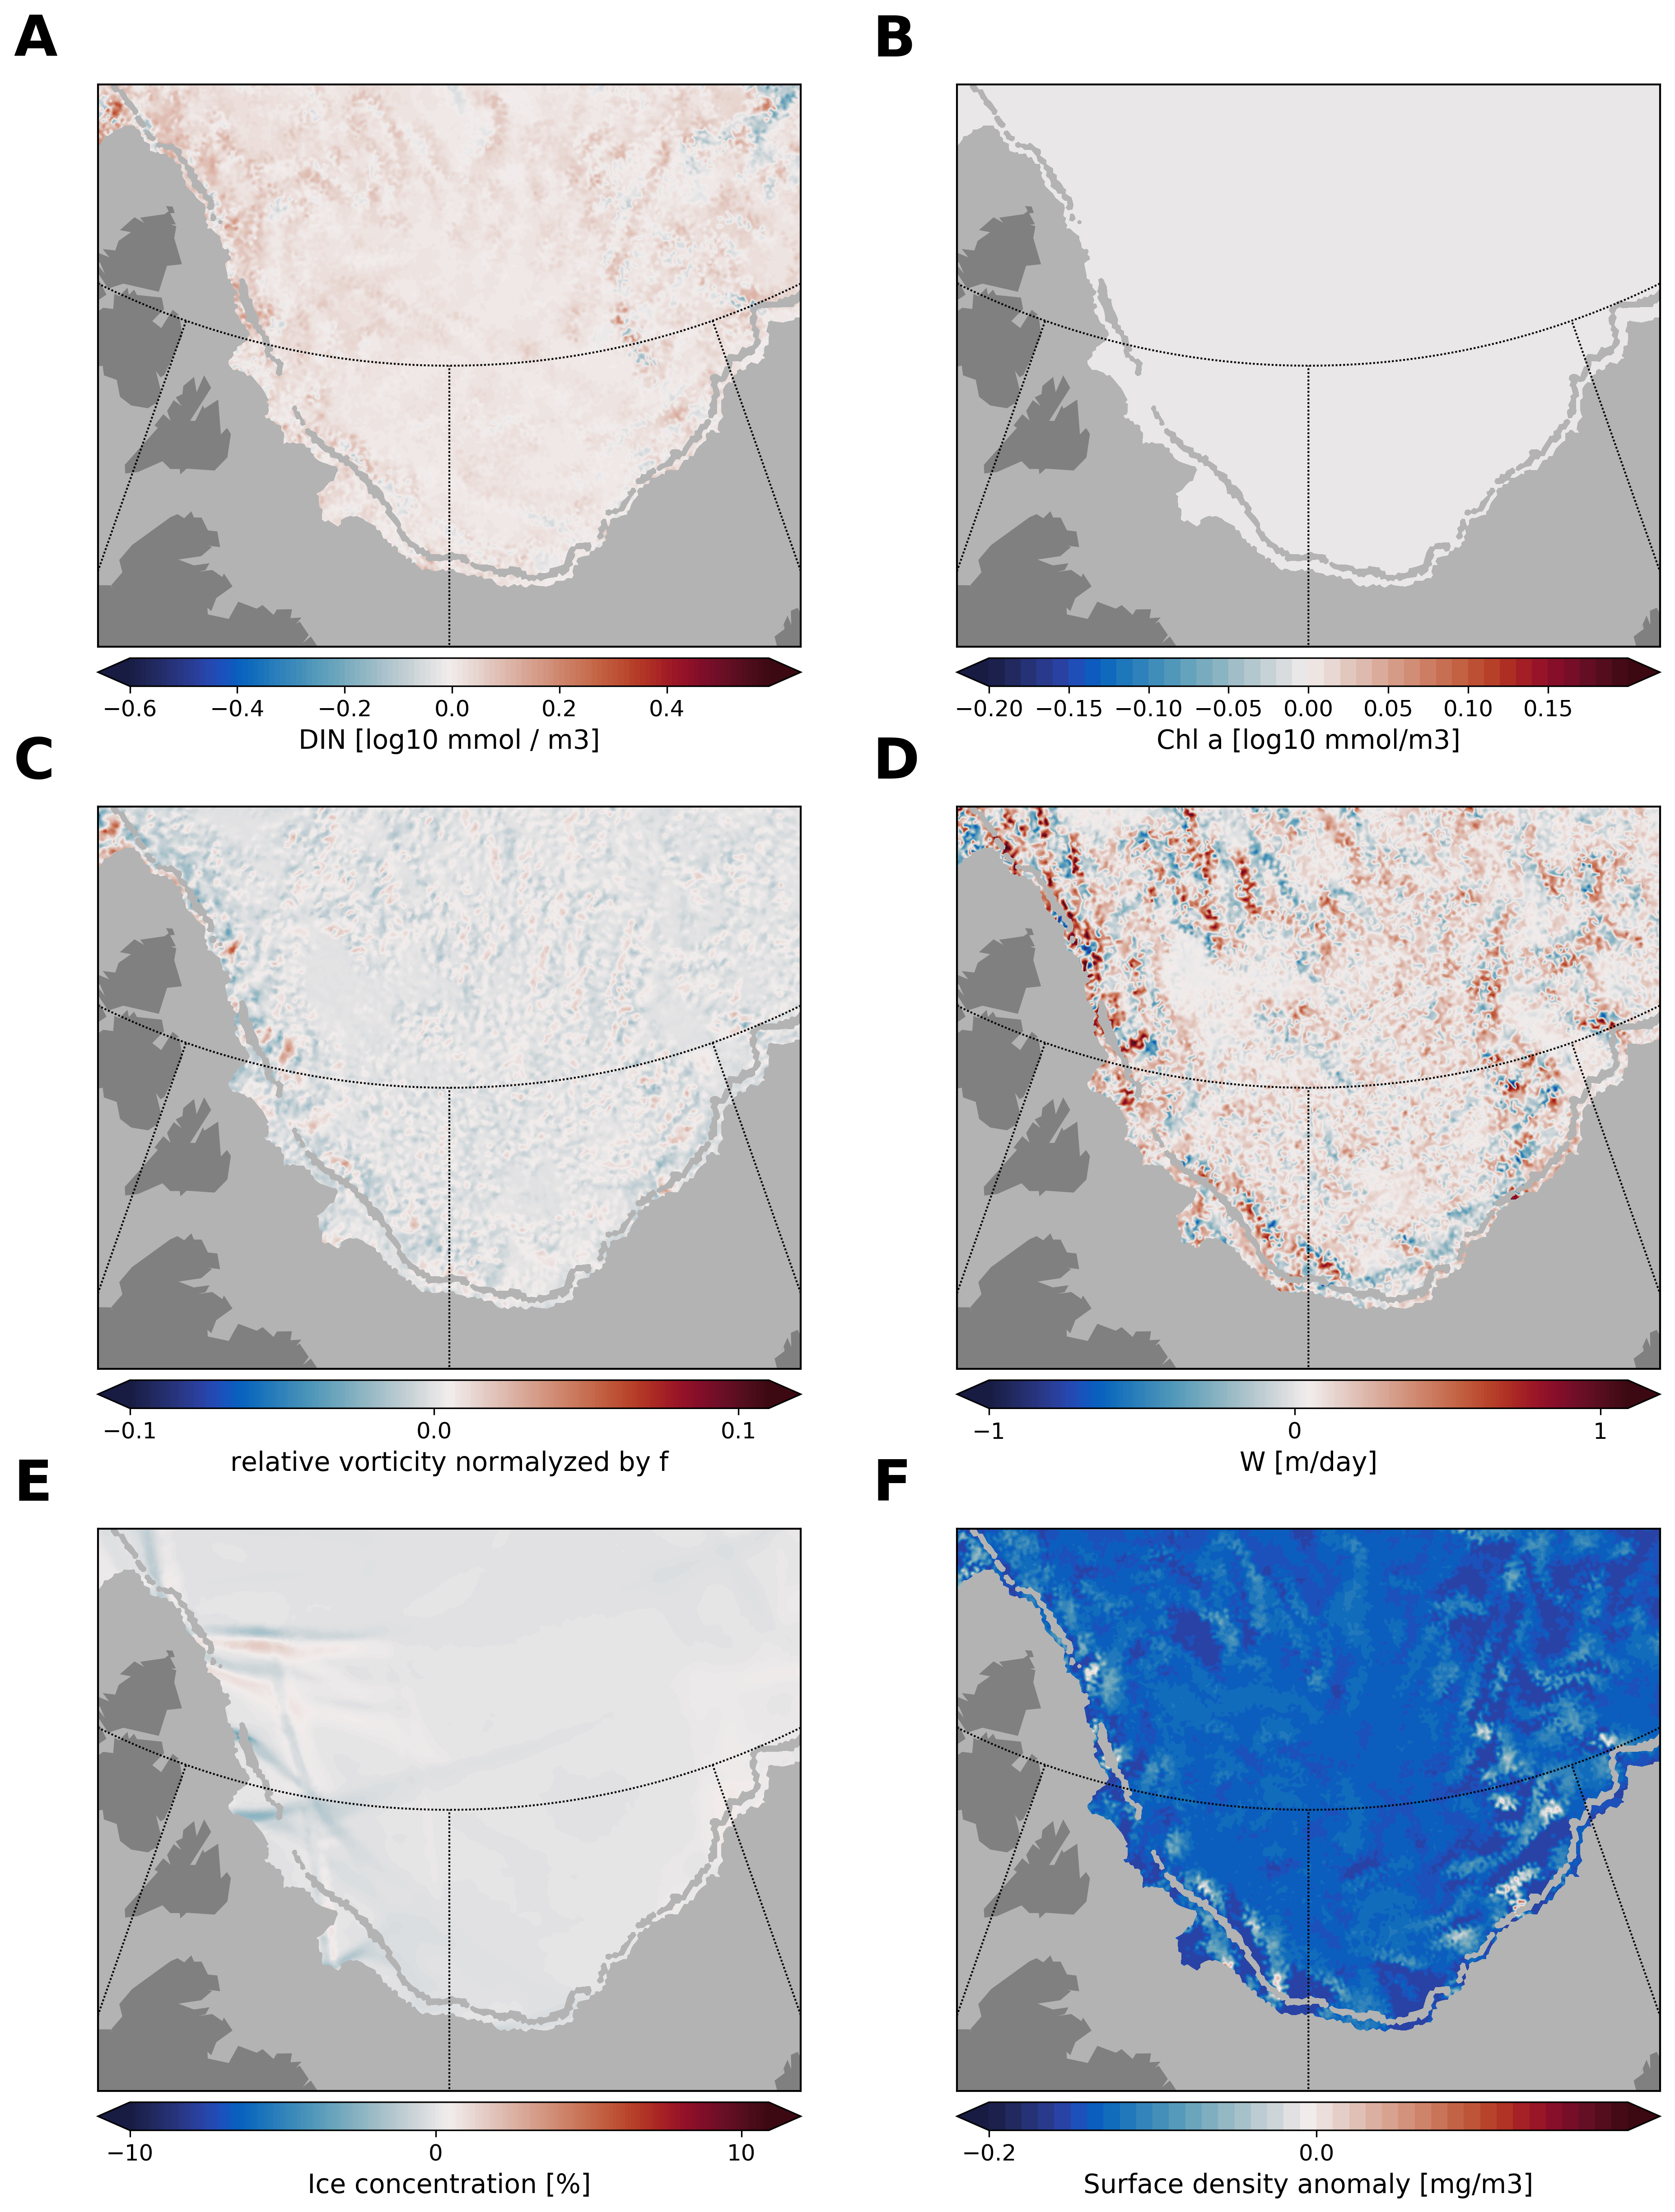 A
B
−0.6 −0.4 −0.2 0.0 0.2 0.4
DIN [log10 mmol / m3]
−0.20 −0.15 −0.10 −0.05 0.00 0.05 0.10 0.15
Chl a [log10 mmol/m3]
C
D
−0.1 0.0 0.1
relative vorticity normalyzed by f
−1 0 1
W [m/day]
E
F
−10 0 10
Ice concentration [%]
−0.2 0.0
Surface density anomaly [mg/m3]